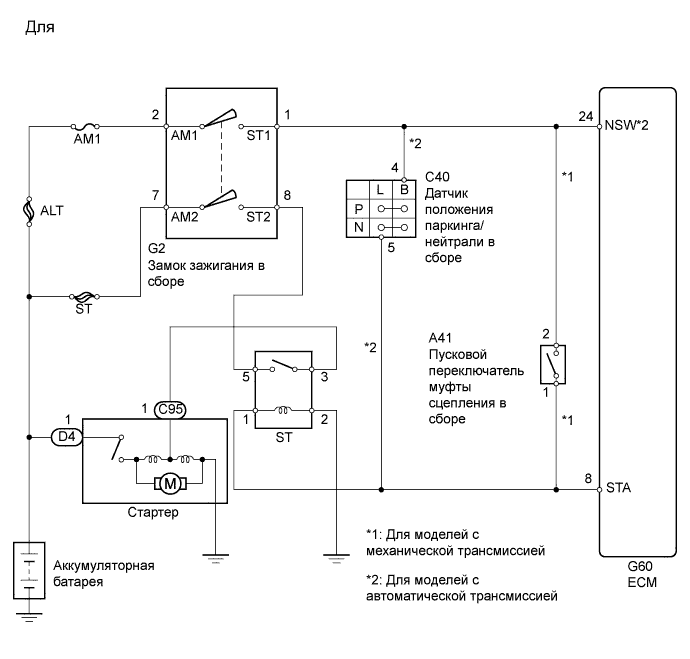 Для
2
AM1
ST1
1
AM1
24
NSW*2
*2
*1
4
C40
Датчик
положения
паркинга/
нейтрали в
сборе
L
B
P
N
5
ALT
7
AM2
ST2
8
G2
Замок зажигания в
сборе
ST
*2
A41
Пусковой
переключатель
муфты
сцепления в
сборе
2
1
*1
5
3
1
2
ST
1
C95
1
D4
M
Стартер
8
STA
*1: Для моделей с
механической трансмиссией
*2: Для моделей с
автоматической трансмиссией
G60
ECM
Аккумуляторная
батарея